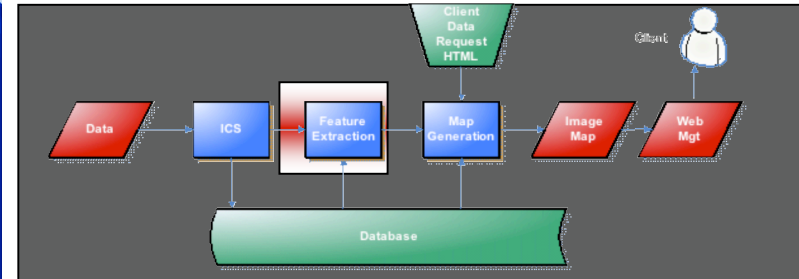 Client
Data
Request
HTML
Client
Data
ICS
Feature
Extraction
Map
Generation
Image
Map
Web
Mgt
Database